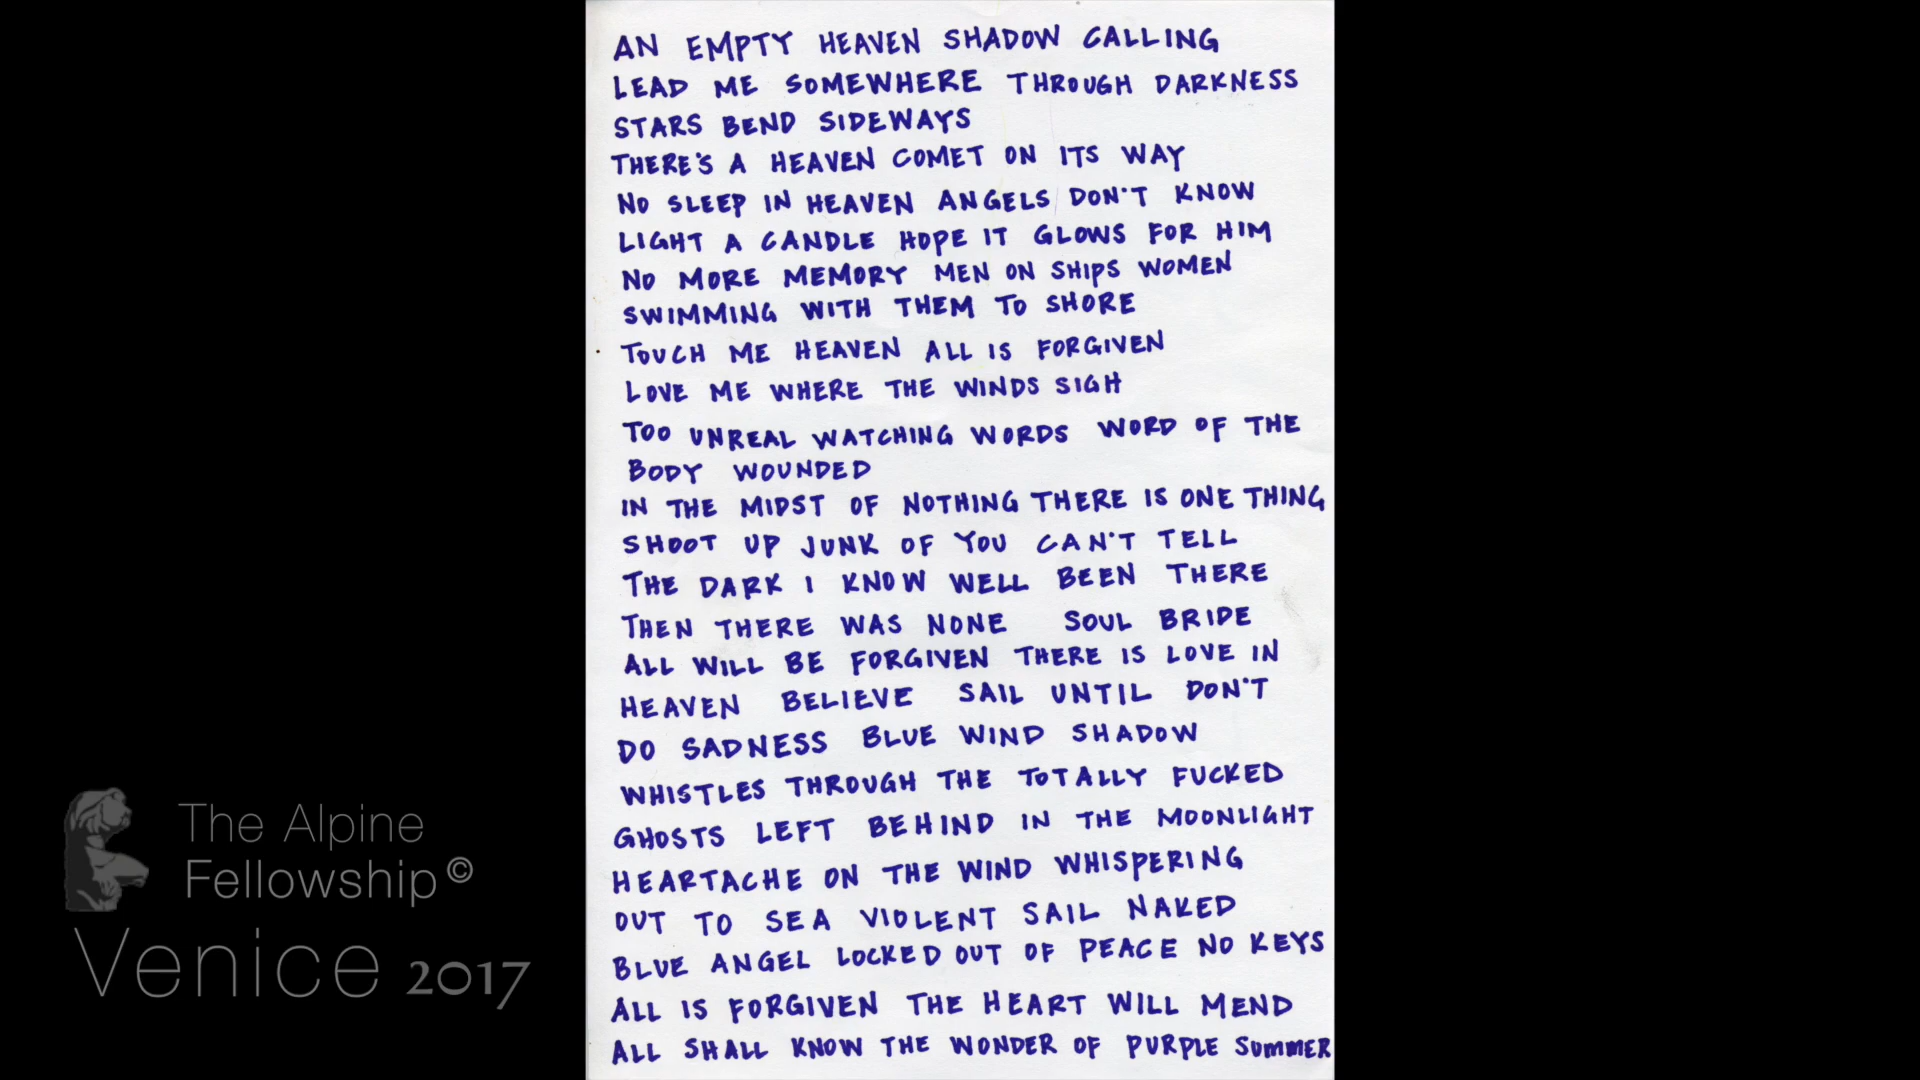 AN EMPTY HEAVEN SHADOW CALLING
LEAD ME SOMEWHERE THROUGH DARKNESS
STARS BEND SIDEWAYS
THERE'S A HEAVEN COMET ON ITS WAY
NO SLEEP IN HEAVEN ANGELS DON'T KNOW
LIGHT A CANDLE HOPE IT GLOWS FOR HIM
NO MORE MEMORY MEN ON SHIPS WOMEN
SWIMMING WITH THEM TO SHORE
TOUCH ME HEAVEN ALL IS FORGIVEN
LOVE ME WHERE THE WINDS SIGH
TOO UNREAL WATCHING WORDS WORD OF THE
BODY WOUNDED
IN THE MIDST OF NOTHING THERE IS ONE THING
SHOOT UP JUNK OF YOU CAN'T TELL
THE DARK I KNOW WELL BEEN THERE
THEN THERE WAS NONE SOUL BRIDE
ALL WILL BE FORGIVEN THERE IS LOVE IN
HEAVEN BELIEVE SAIL UNTIL DON'T
DO SADNESS BLUE WIND SHADOW
WHISTLES THROUGH THE TOTALLY FUCKED
GHOSTS LEFT BEHIND IN THE MOONLIGHT
HEARTACHE ON THE WIND WHISPERING
OUT TO SEA VIOLENT SAIL NAKED
BLUE ANGEL LOCKED OUT OF PEACE NO KEYS
ALL IS FORGIVEN THE HEART WILL MEND
ALL SHALL KNOW THE WONDER OF PURPLE SUMMER
The Alpine
Fellowship©
Venice 2017